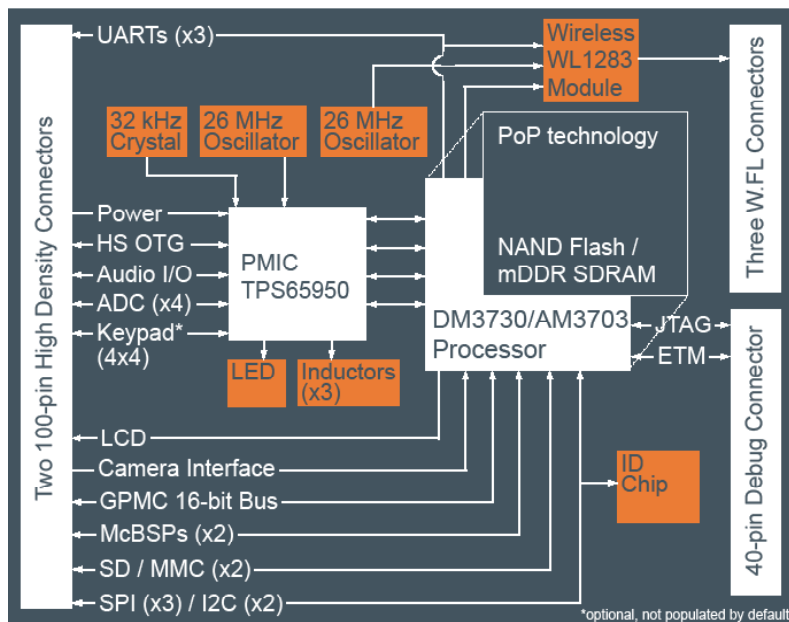 Two 100-pin High Density Connectors
UARTs (x3)
Wireless
WL1283
Module
Three W.FL Connectors
32 kHz
Crystal
26 MHz
Oscillator
26 MHz
Oscillator
PoP technology
NAND Flash /
mDDR SDRAM
Power
HS OTG
Audio I/O
ADC (x4)
Keypad*
(4x4)
PMIC
TPS65950
DM3730/AM3703
Processor
JTAG
ETM
40-pin Debug Connector
LED
Inductors
(x3)
LCD
Camera Interface
GPMC 16-bit Bus
McBSPs (x2)
SD / MMC (x2)
SPI (x3) / I2C (x2)
ID
Chip
*optional, not populated by default